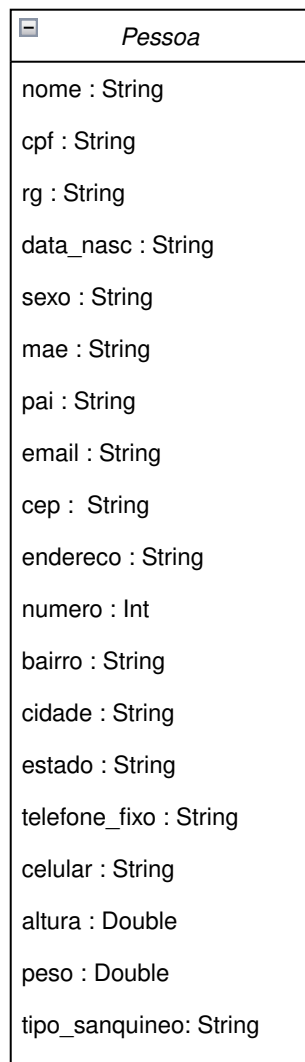 Pessoa
nome : String
cpf : String
rg : String
data_nasc : String
sexo : String
mae : String
pai : String
email : String
cep :  String
endereco : String
numero : Int
bairro : String
cidade : String
estado : String
telefone_fixo : String
celular : String
altura : Double
peso : Double
tipo_sanquineo: String